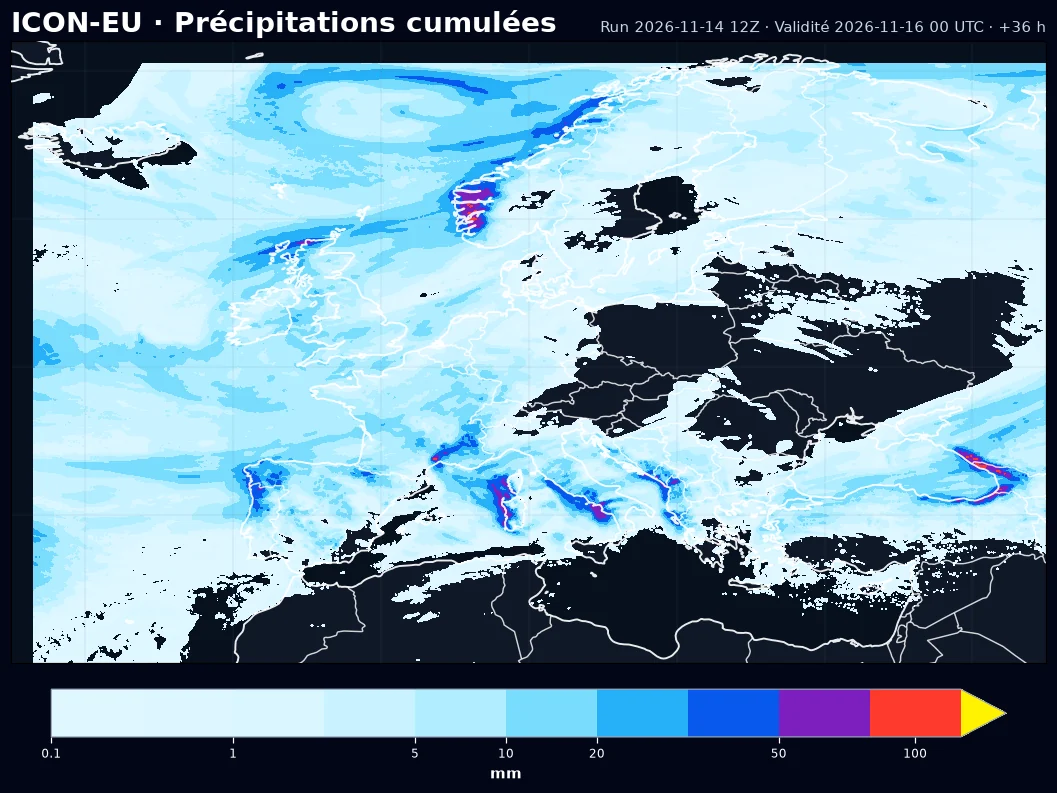 ICON-EU · Précipitations cumulées
Run 2026-11-14 12Z · Validité 2026-11-16 00 UTC · +36 h
0.1 1 5 10 20 50 100
mm